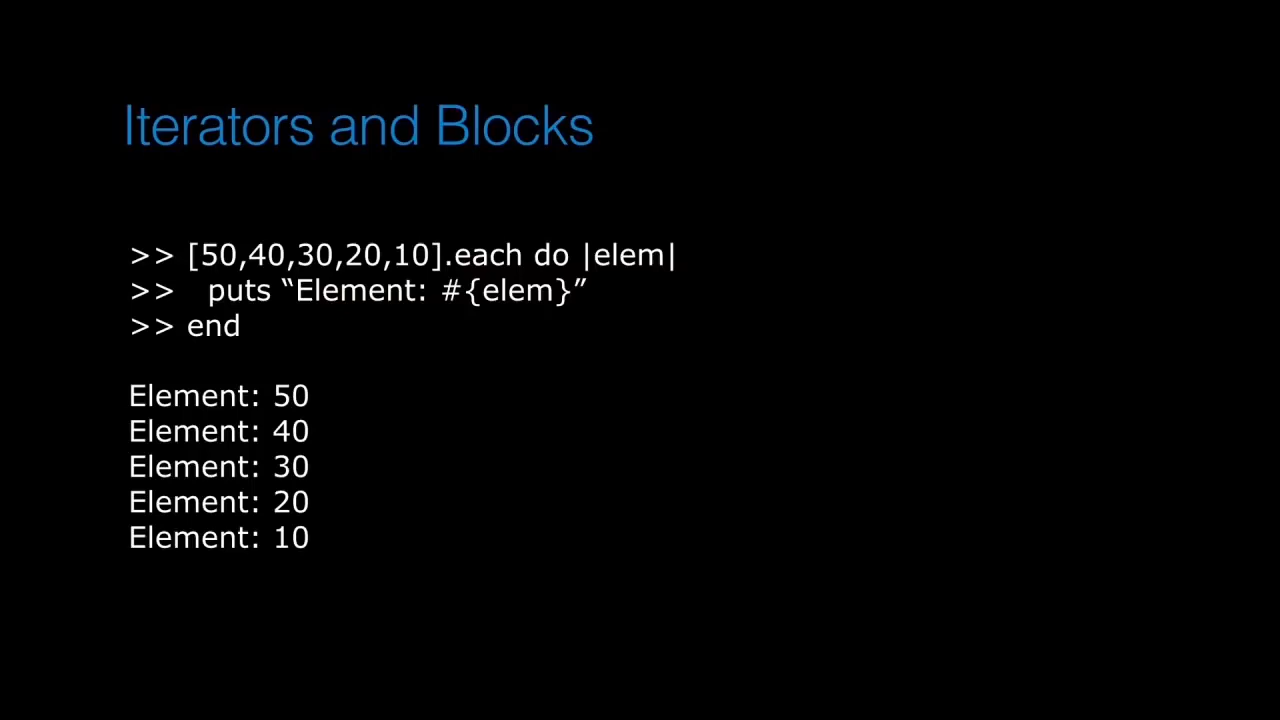 Iterators and Blocks
>> [50,40,30,20,10].each do |elem|
>>   puts “Element: #{elem}”
>> end
Element: 50
Element: 40
Element: 30
Element: 20
Element: 10